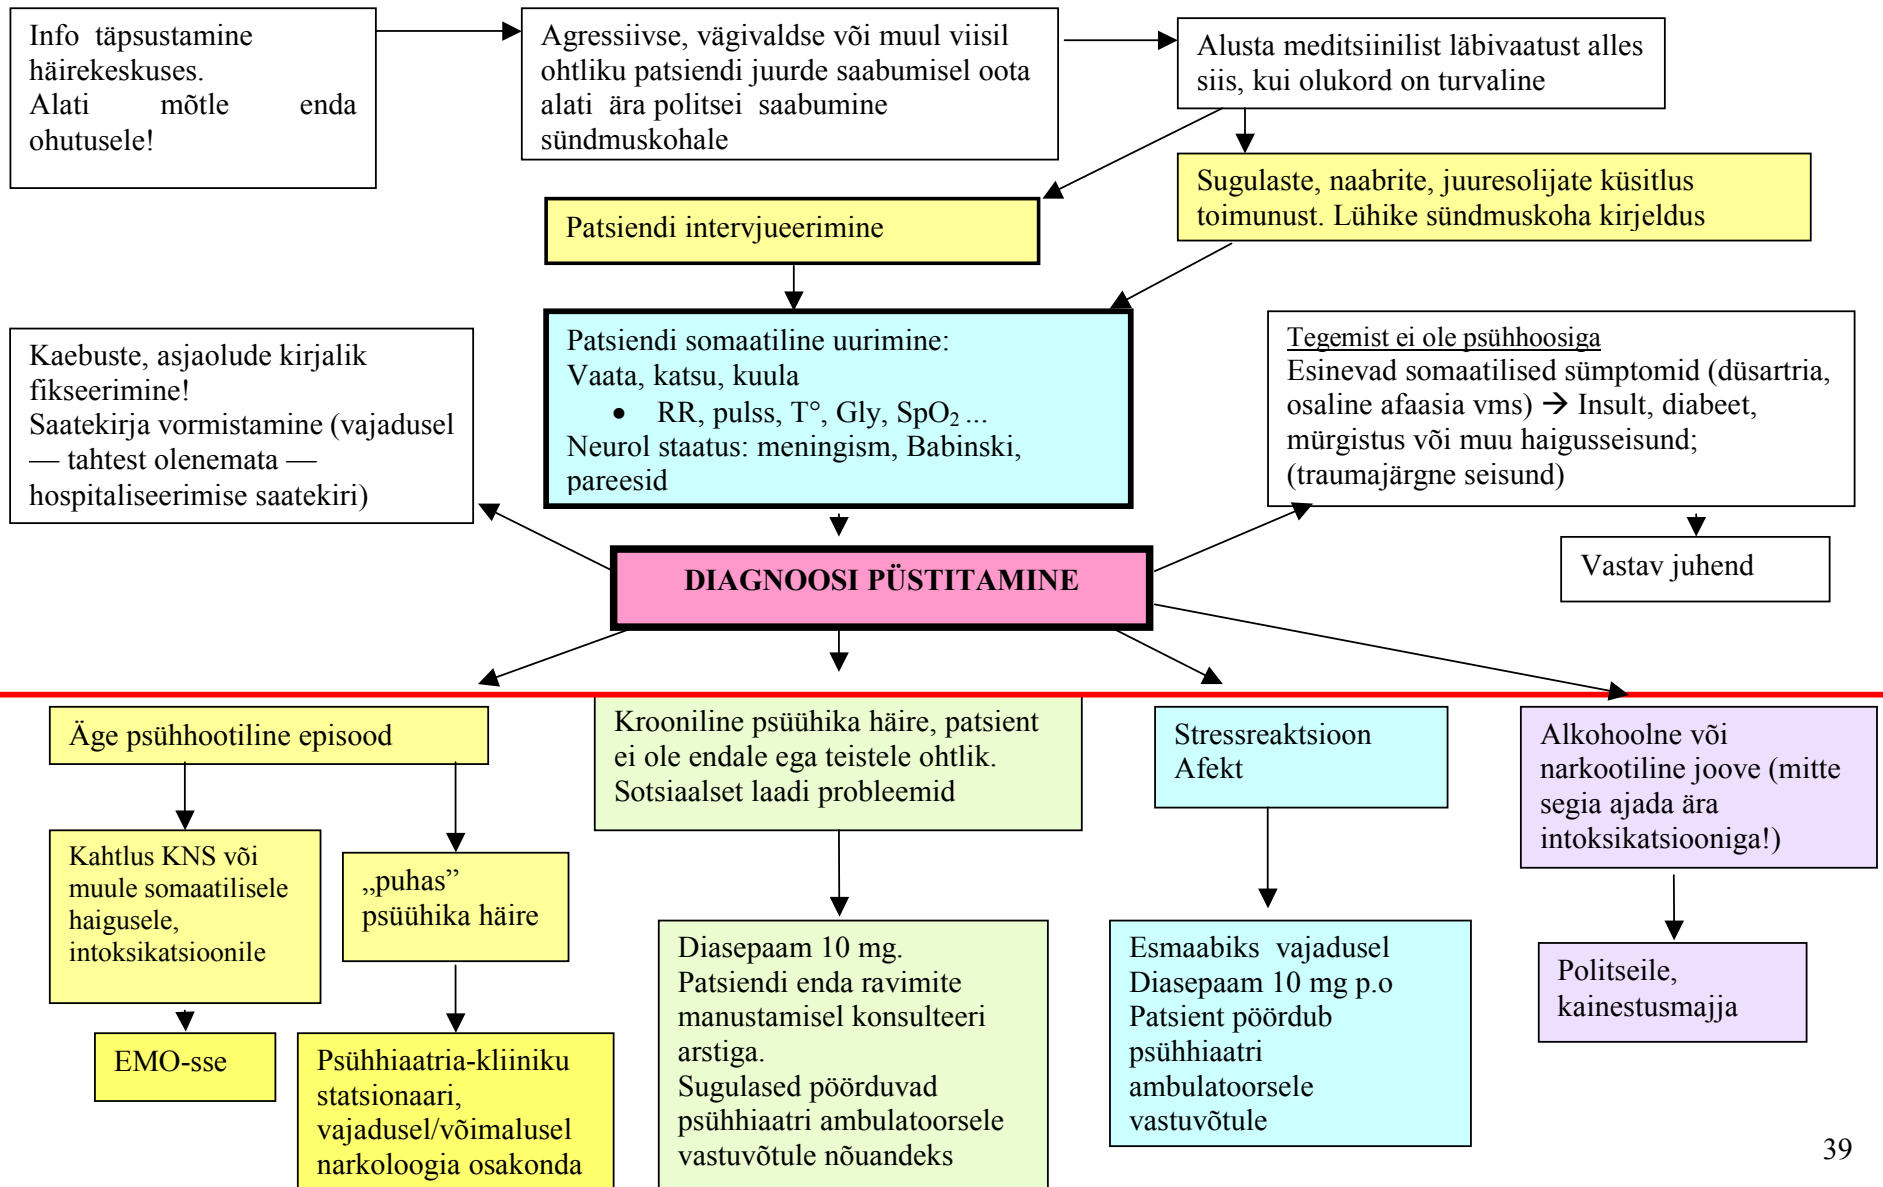 Info täpsustamine
häirekeskuses.
Alati mõtle enda
ohutusele!
Agressiivse, vägivaldse või muul viisil
ohtliku patsiendi juurde saabumisel oota
alati ära politsei saabumine
sündmuskohale
Alusta meditsiinilist läbivaatust alles
siis, kui olukord on turvaline
Sugulaste, naabrite, juuresolijate küsitlus
toimunust. Lühike sündmuskoha kirjeldus
Patsiendi intervjueerimine
Kaebuste, asjaolude kirjalik
fikseerimine!
Saatekirja vormistamine (vajadusel
— tahtest olenemata —
hospitaliseerimise saatekiri)
Patsiendi somaatiline uurimine:
Vaata, katsu, kuula
• RR, pulss, T°, Gly, SpO₂ ...
Neurol staatus: meningism, Babinski,
pareesid
Tegemist ei ole psühhoosiga
Esinevad somaatilised sümptomid (düsartria,
osaline afaasia vms) → Insult, diabeet,
mürgistus või muu haigusseisund;
(traumajärgne seisund)
Vastav juhend
DIAGNOOSI PÜSTITAMINE
Äge psühhootiline episood
Kahtlus KNS või
muule somaatilisele
haigusele,
intoksikatsioonile
EMO-sse
„puhas”
psüühika häire
Psühhiaatria-kliiniku
statsionaari,
vajadusel/võimalusel
narkoloogia osakonda
Krooniline psüühika häire, patsient
ei ole endale ega teistele ohtlik.
Sotsiaalset laadi probleemid
Diasepaam 10 mg.
Patsiendi enda ravimite
manustamisel konsulteeri
arstiga.
Sugulased pöörduvad
psühhiaatri ambulatoorsele
vastuvõtule nõuandeks
Stressreaktsioon
Afekt
Esmaabiks vajadusel
Diasepaam 10 mg p.o
Patsient pöördub
psühhiaatri
ambulatoorsele
vastuvõtule
Alkohoolne või
narkootiline joove (mitte
segia ajada ära
intoksikatsiooniga!)
Politseile,
kainestusmajja
39